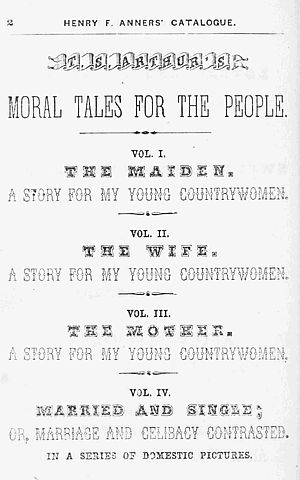 2 HENRY F. ANNERS' CATALOGUE.
T. S. ARTHUR'S
MORAL TALES FOR THE PEOPLE.
VOL. I.
THE MAIDEN.
A STORY FOR MY YOUNG COUNTRYWOMEN.
VOL. II.
THE WIFE.
A STORY FOR MY YOUNG COUNTRYWOMEN.
VOL. III.
THE MOTHER.
A STORY FOR MY YOUNG COUNTRYWOMEN.
VOL. IV.
MARRIED AND SINGLE;
OR, MARRIAGE AND CELIBACY CONTRASTED.
IN A SERIES OF DOMESTIC PICTURES.